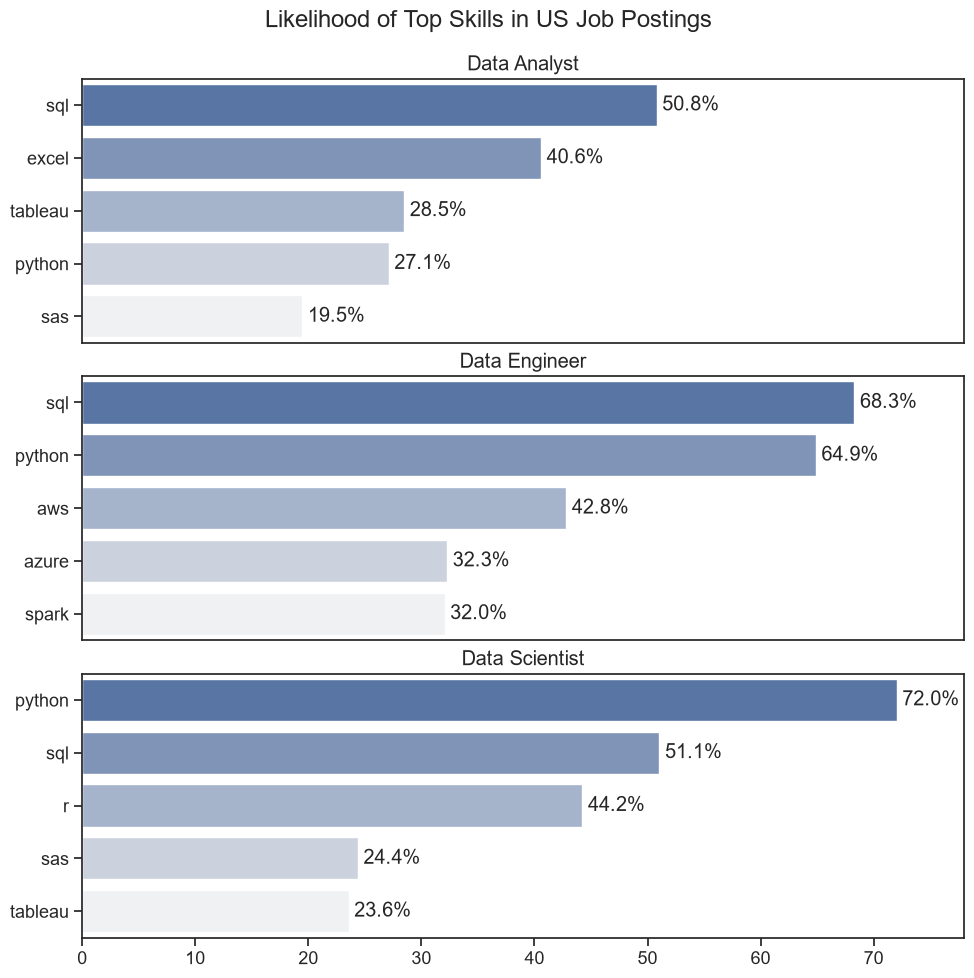 Likelihood of Top Skills in US Job Postings
Data Analyst
sql 50.8%
excel 40.6%
tableau 28.5%
python 27.1%
sas 19.5%
Data Engineer
sql 68.3%
python 64.9%
aws 42.8%
azure 32.3%
spark 32.0%
Data Scientist
python 72.0%
sql 51.1%
r 44.2%
sas 24.4%
tableau 23.6%
0 10 20 30 40 50 60 70